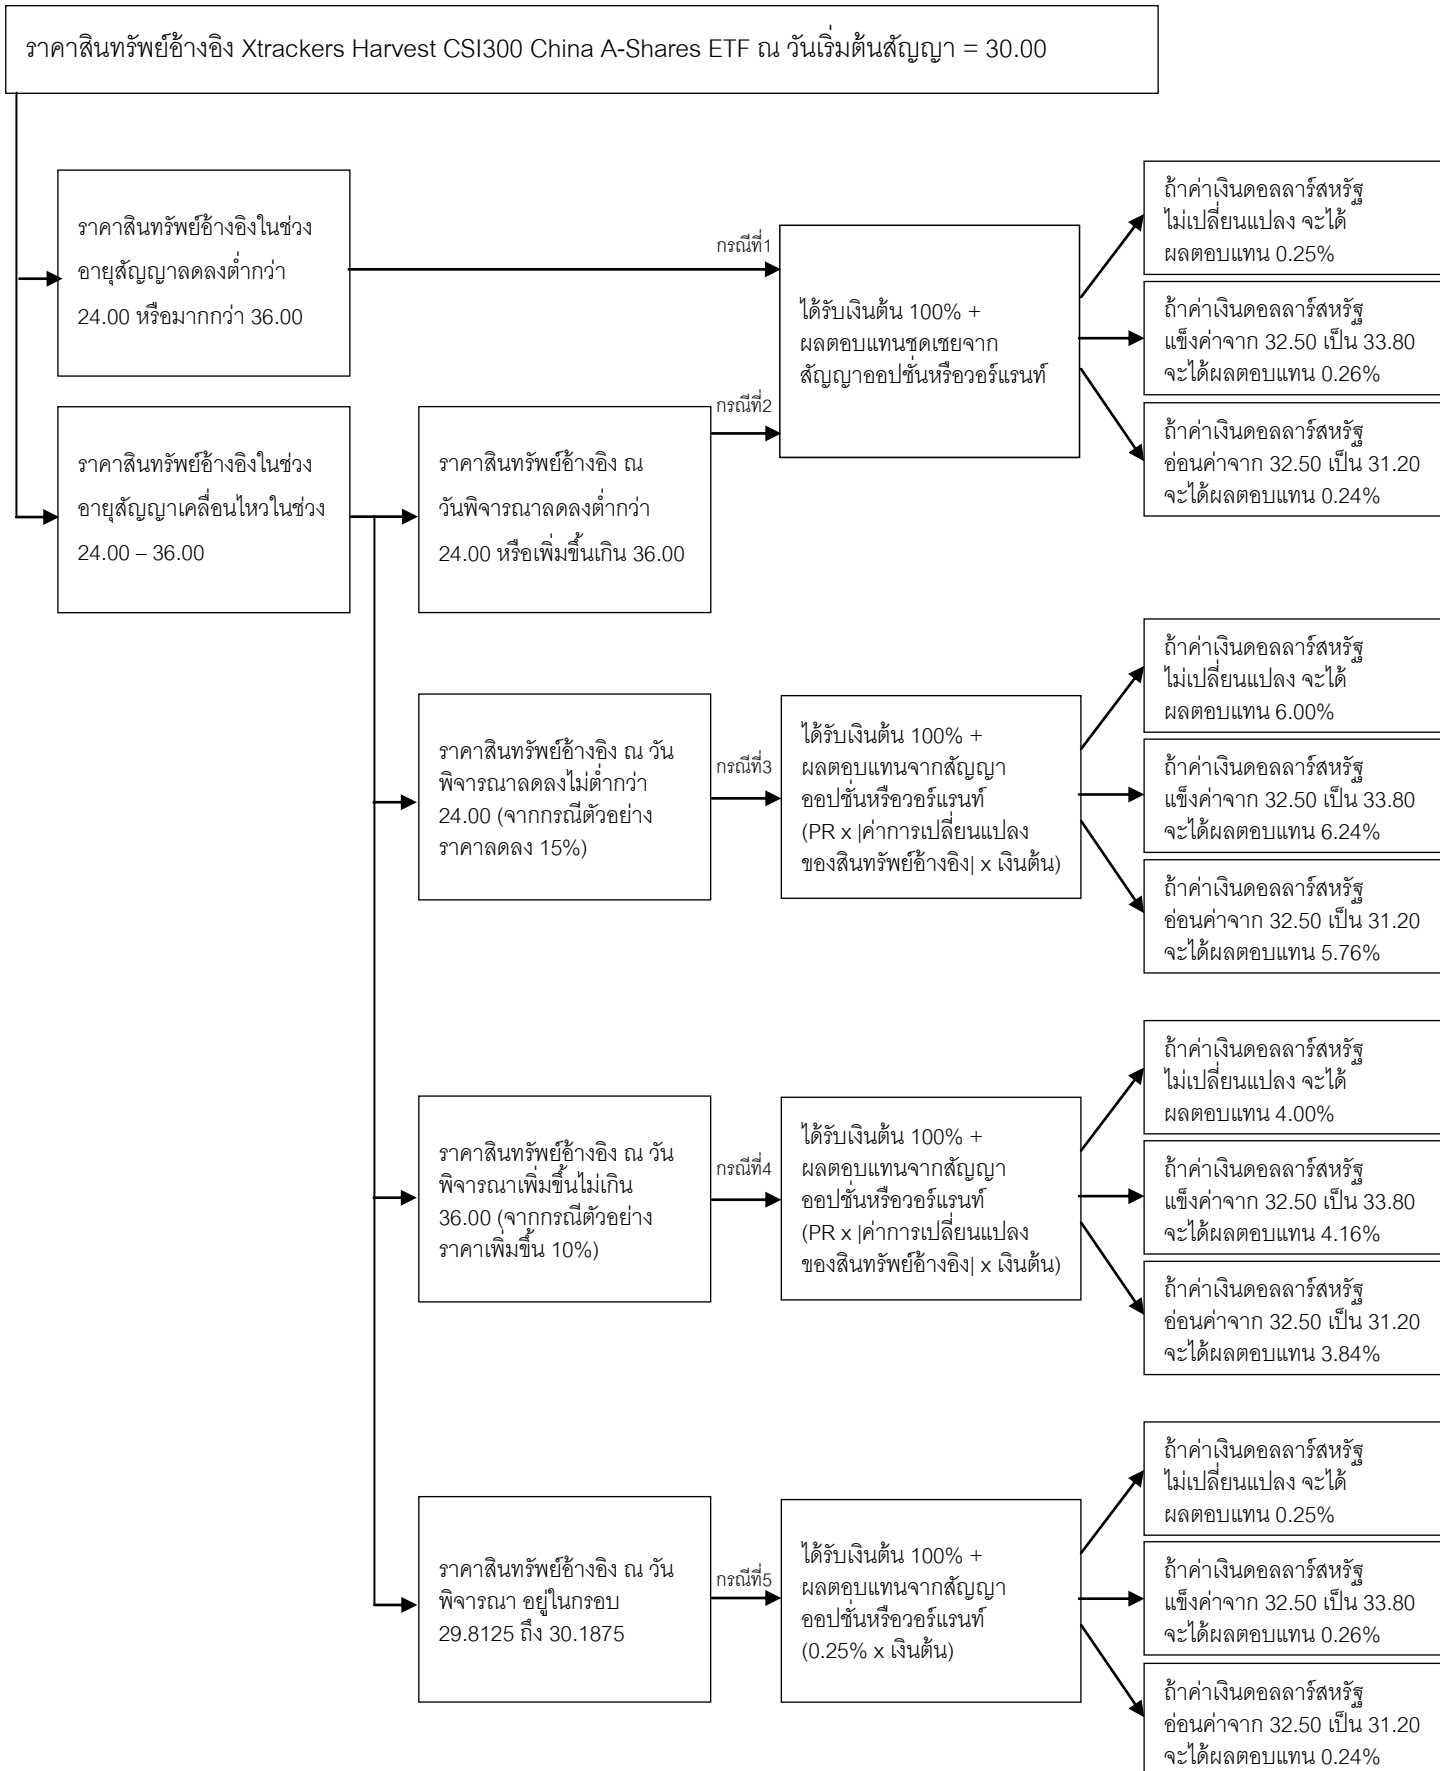 ราคาสินทรัพย์อ้างอิง Xtrackers Harvest CSI300 China A-Shares ETF ณ วันเริ่มต้นสัญญา = 30.00
ราคาสินทรัพย์อ้างอิงในช่วง
อายุสัญญาลดลงต่ำกว่า
24.00 หรือมากกว่า 36.00
กรณีที่1
ได้รับเงินต้น 100% +
ผลตอบแทนชดเชยจาก
สัญญาออปชั่นหรือวอร์แรนท์
ถ้าค่าเงินดอลลาร์สหรัฐ
ไม่เปลี่ยนแปลง จะได้
ผลตอบแทน 0.25%
ถ้าค่าเงินดอลลาร์สหรัฐ
แข็งค่าจาก 32.50 เป็น 33.80
จะได้ผลตอบแทน 0.26%
ถ้าค่าเงินดอลลาร์สหรัฐ
อ่อนค่าจาก 32.50 เป็น 31.20
จะได้ผลตอบแทน 0.24%
ราคาสินทรัพย์อ้างอิงในช่วง
อายุสัญญาเคลื่อนไหวในช่วง
24.00 – 36.00
ราคาสินทรัพย์อ้างอิง ณ
วันพิจารณาลดลงต่ำกว่า
24.00 หรือเพิ่มขึ้นเกิน 36.00
กรณีที่2
ราคาสินทรัพย์อ้างอิง ณ วัน
พิจารณาลดลงไม่ต่ำกว่า
24.00 (จากกรณีตัวอย่าง
ราคาลดลง 15%)
กรณีที่3
ได้รับเงินต้น 100% +
ผลตอบแทนจากสัญญา
ออปชั่นหรือวอร์แรนท์
(PR x |ค่าการเปลี่ยนแปลง
ของสินทรัพย์อ้างอิง| x เงินต้น)
ถ้าค่าเงินดอลลาร์สหรัฐ
ไม่เปลี่ยนแปลง จะได้
ผลตอบแทน 6.00%
ถ้าค่าเงินดอลลาร์สหรัฐ
แข็งค่าจาก 32.50 เป็น 33.80
จะได้ผลตอบแทน 6.24%
ถ้าค่าเงินดอลลาร์สหรัฐ
อ่อนค่าจาก 32.50 เป็น 31.20
จะได้ผลตอบแทน 5.76%
ราคาสินทรัพย์อ้างอิง ณ วัน
พิจารณาเพิ่มขึ้นไม่เกิน
36.00 (จากกรณีตัวอย่าง
ราคาเพิ่มขึ้น 10%)
กรณีที่4
ได้รับเงินต้น 100% +
ผลตอบแทนจากสัญญา
ออปชั่นหรือวอร์แรนท์
(PR x |ค่าการเปลี่ยนแปลง
ของสินทรัพย์อ้างอิง| x เงินต้น)
ถ้าค่าเงินดอลลาร์สหรัฐ
ไม่เปลี่ยนแปลง จะได้
ผลตอบแทน 4.00%
ถ้าค่าเงินดอลลาร์สหรัฐ
แข็งค่าจาก 32.50 เป็น 33.80
จะได้ผลตอบแทน 4.16%
ถ้าค่าเงินดอลลาร์สหรัฐ
อ่อนค่าจาก 32.50 เป็น 31.20
จะได้ผลตอบแทน 3.84%
ราคาสินทรัพย์อ้างอิง ณ วัน
พิจารณา อยู่ในกรอบ
29.8125 ถึง 30.1875
กรณีที่5
ได้รับเงินต้น 100% +
ผลตอบแทนจากสัญญา
ออปชั่นหรือวอร์แรนท์
(0.25% x เงินต้น)
ถ้าค่าเงินดอลลาร์สหรัฐ
ไม่เปลี่ยนแปลง จะได้
ผลตอบแทน 0.25%
ถ้าค่าเงินดอลลาร์สหรัฐ
แข็งค่าจาก 32.50 เป็น 33.80
จะได้ผลตอบแทน 0.26%
ถ้าค่าเงินดอลลาร์สหรัฐ
อ่อนค่าจาก 32.50 เป็น 31.20
จะได้ผลตอบแทน 0.24%